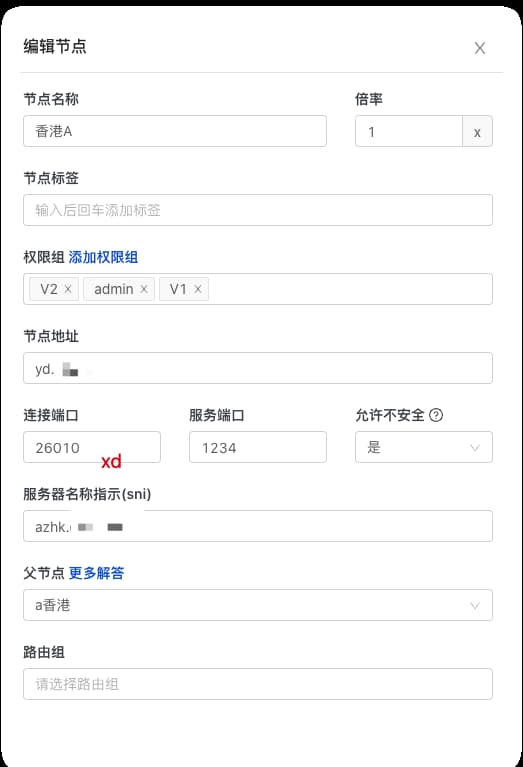 编辑节点 X
节点名称 倍率
香港A 1 x
节点标签
输入后回车添加标签
权限组 添加权限组
V2 × admin × V1 ×
节点地址
yd.
连接端口 服务端口 允许不安全 ?
26010 1234 是
xd
服务器名称指示(sni)
azhk.
父节点 更多解答
a香港
路由组
请选择路由组